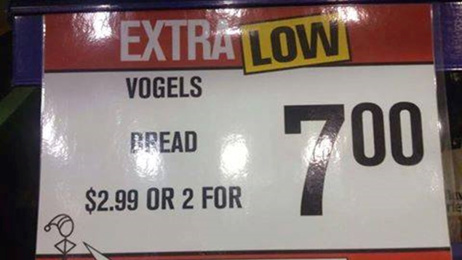 EXTRA LOW
VOGELS
BREAD
$2.99 OR 2 FOR
7.00